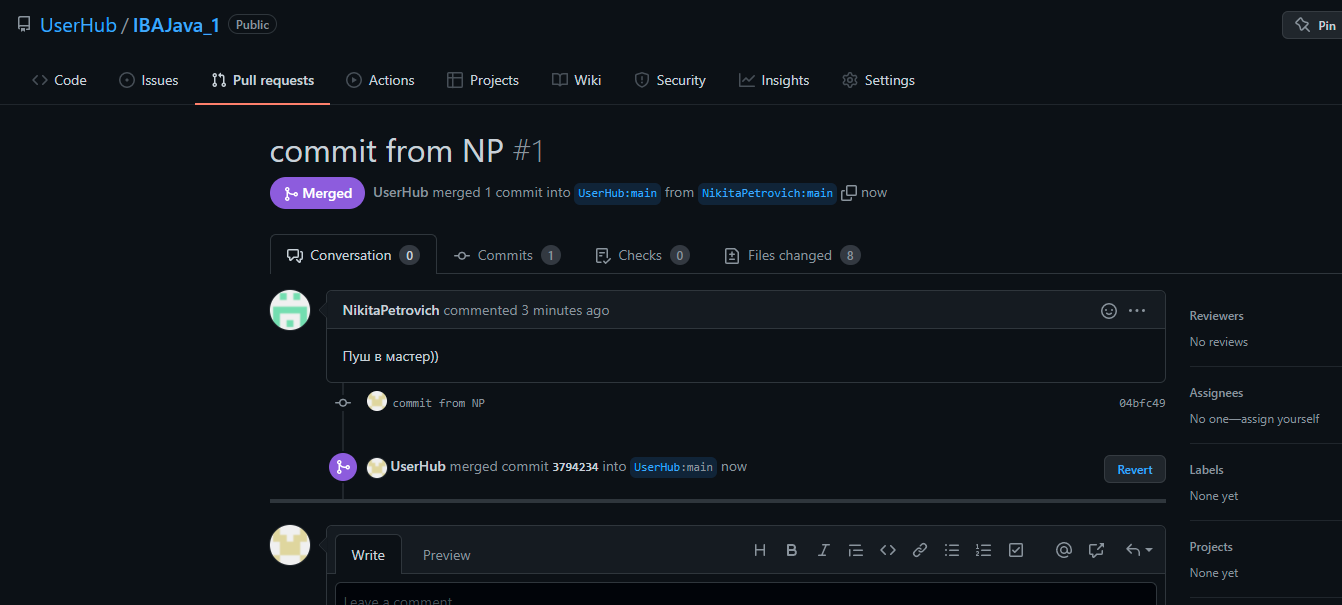 UserHub / IBAJava_1 Public Pin
Code Issues Pull requests Actions Projects Wiki Security Insights Settings
commit from NP #1
Merged UserHub merged 1 commit into UserHub:main from NikitaPetrovich:main now
Conversation 0 Commits 1 Checks 0 Files changed 8
NikitaPetrovich commented 3 minutes ago
Пуш в мастер))
commit from NP 04bfc49
UserHub merged commit 3794234 into UserHub:main now Revert
Write Preview
Leave a comment
Reviewers
No reviews
Assignees
No one—assign yourself
Labels
None yet
Projects
None yet